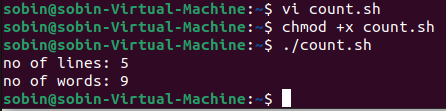 sobin@sobin-Virtual-Machine:~$ vi count.sh
sobin@sobin-Virtual-Machine:~$ chmod +x count.sh
sobin@sobin-Virtual-Machine:~$ ./count.sh
no of lines: 5
no of words: 9
sobin@sobin-Virtual-Machine:~$